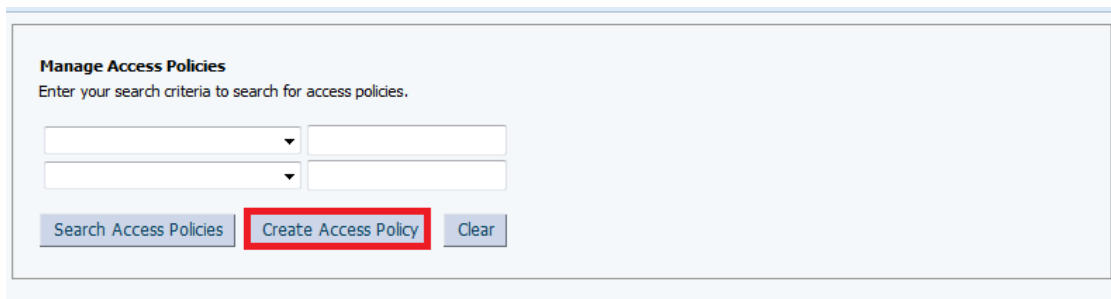 Manage Access Policies
Enter your search criteria to search for access policies.
Search Access Policies Create Access Policy Clear